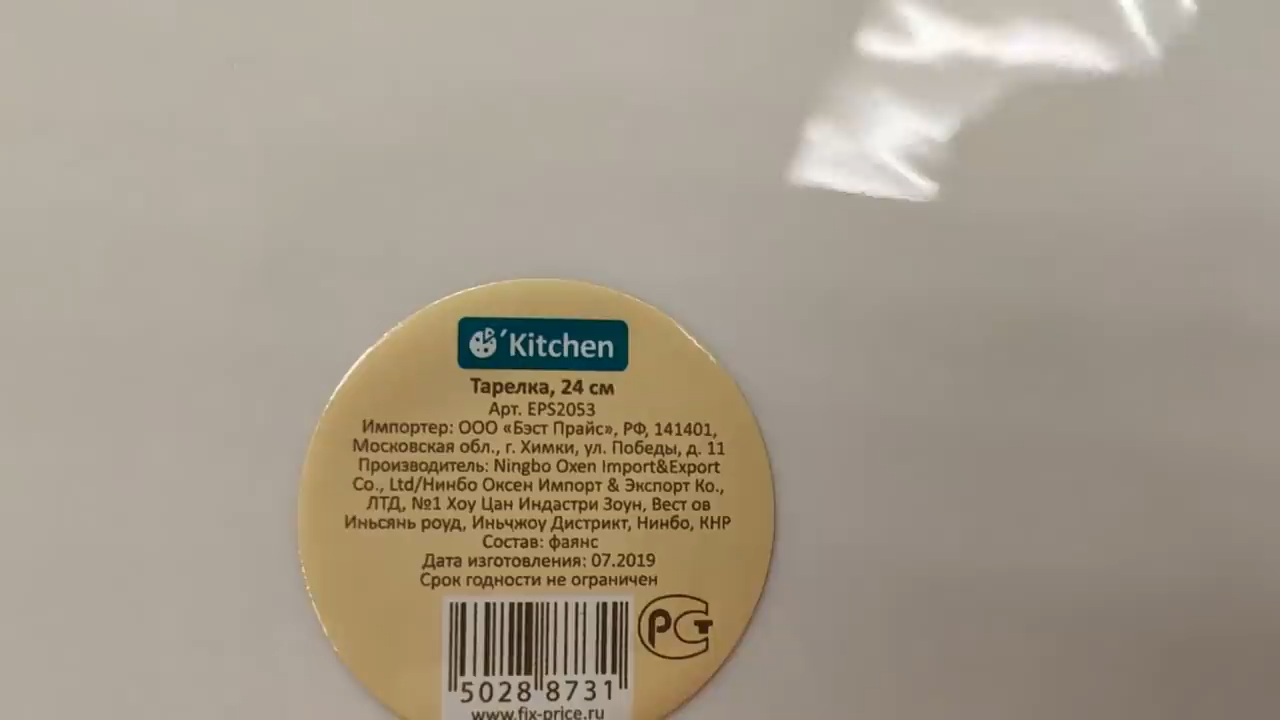 'Kitchen
Тарелка, 24 см
Арт. EPS2053
Импортер: ООО «Бэст Прайс», РФ, 141401,
Московская обл., г. Химки, ул. Победы, д. 11
Производитель: Ningbo Oxen Import&Export
Co., Ltd/Нинбо Оксен Импорт & Экспорт Ко.,
ЛТД, №1 Хоу Цан Индастри Зоун, Вест ов
Иньсянь роуд, Иньчжоу Дистрикт, Нинбо, КНР
Состав: фаянс
Дата изготовления: 07.2019
Срок годности не ограничен
РСТ
5028 8731
www.fix-price.ru